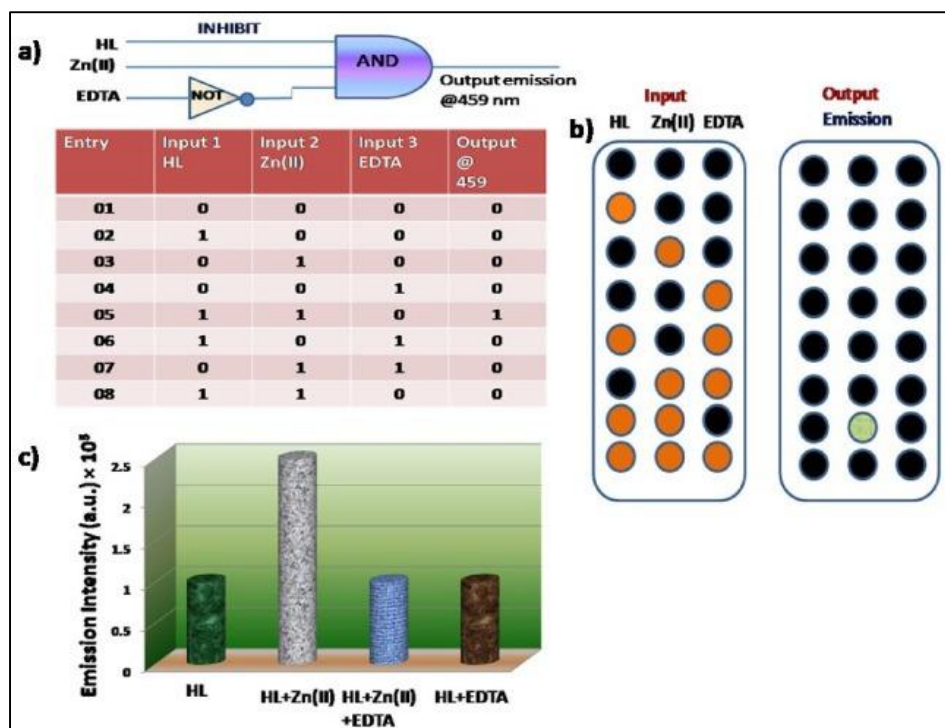 a)
INHIBIT
HL
Zn(II)
EDTA
NOT
AND
Output emission
@459 nm
Entry Input 1 Input 2 Input 3 Output
HL Zn(II) EDTA @
459
01 0 0 0 0
02 1 0 0 0
03 0 1 0 0
04 0 0 1 0
05 1 1 0 1
06 1 0 1 0
07 0 1 1 0
08 1 1 0 0
b)
Input
HL Zn(II) EDTA
Output
Emission
c)
Emission Intensity (a.u.) × 10⁵
2.5
2
1.5
1
0.5
0
HL
HL+Zn(II)
HL+Zn(II)
+EDTA
HL+EDTA